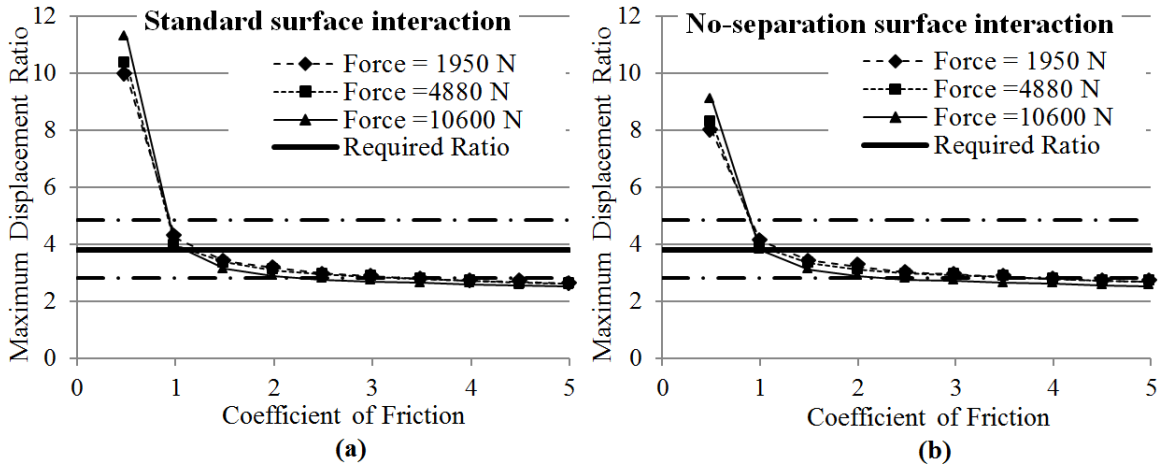 Standard surface interaction
Maximum Displacement Ratio
12
10
8
6
4
2
0
Force = 1950 N
Force =4880 N
Force =10600 N
Required Ratio
0 1 2 3 4 5
Coefficient of Friction
(a)
No-separation surface interaction
Maximum Displacement Ratio
12
10
8
6
4
2
0
Force = 1950 N
Force =4880 N
Force =10600 N
Required Ratio
0 1 2 3 4 5
Coefficient of Friction
(b)